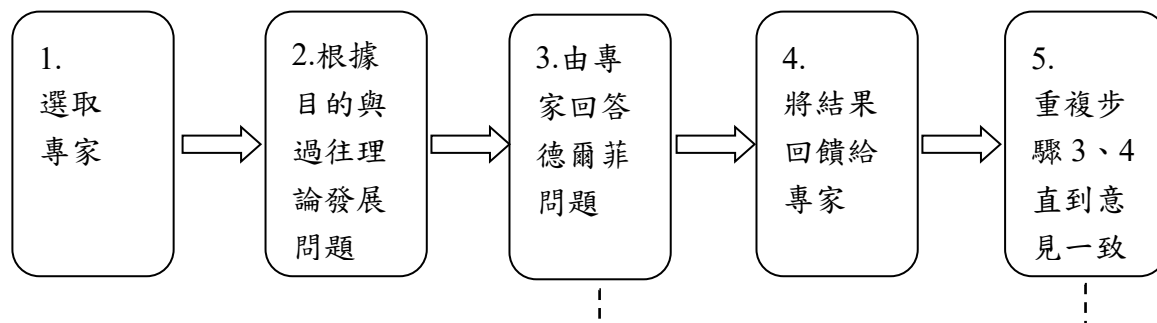 1.
選取
專家
2.根據
目的與
過往理
論發展
問題
3.由專
家回答
德爾菲
問題
4.
將結果
回饋給
專家
5.
重複步
驟 3、4
直到意
見一致